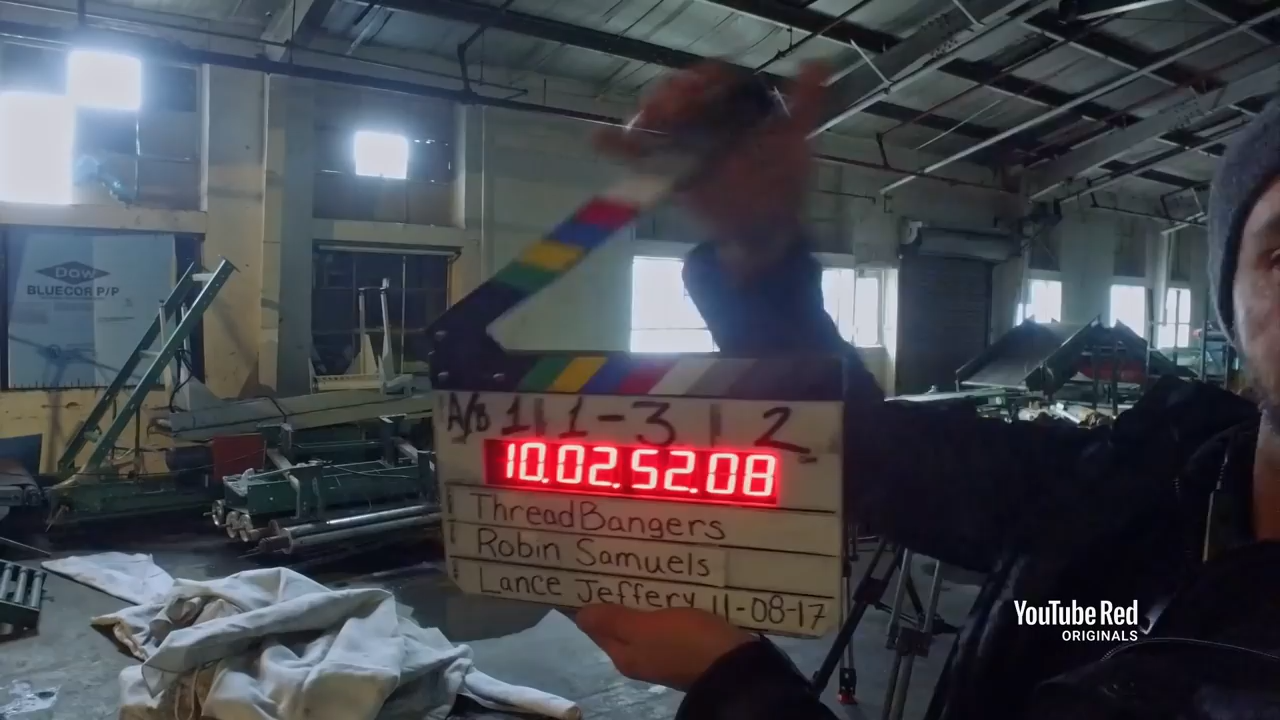 DOW
BLUECOR P/P
A/B 1 1-3 2
10.02.52.08
ThreadBangers
Robin Samuels
Lance Jeffery 11-08-17
YouTube Red
ORIGINALS